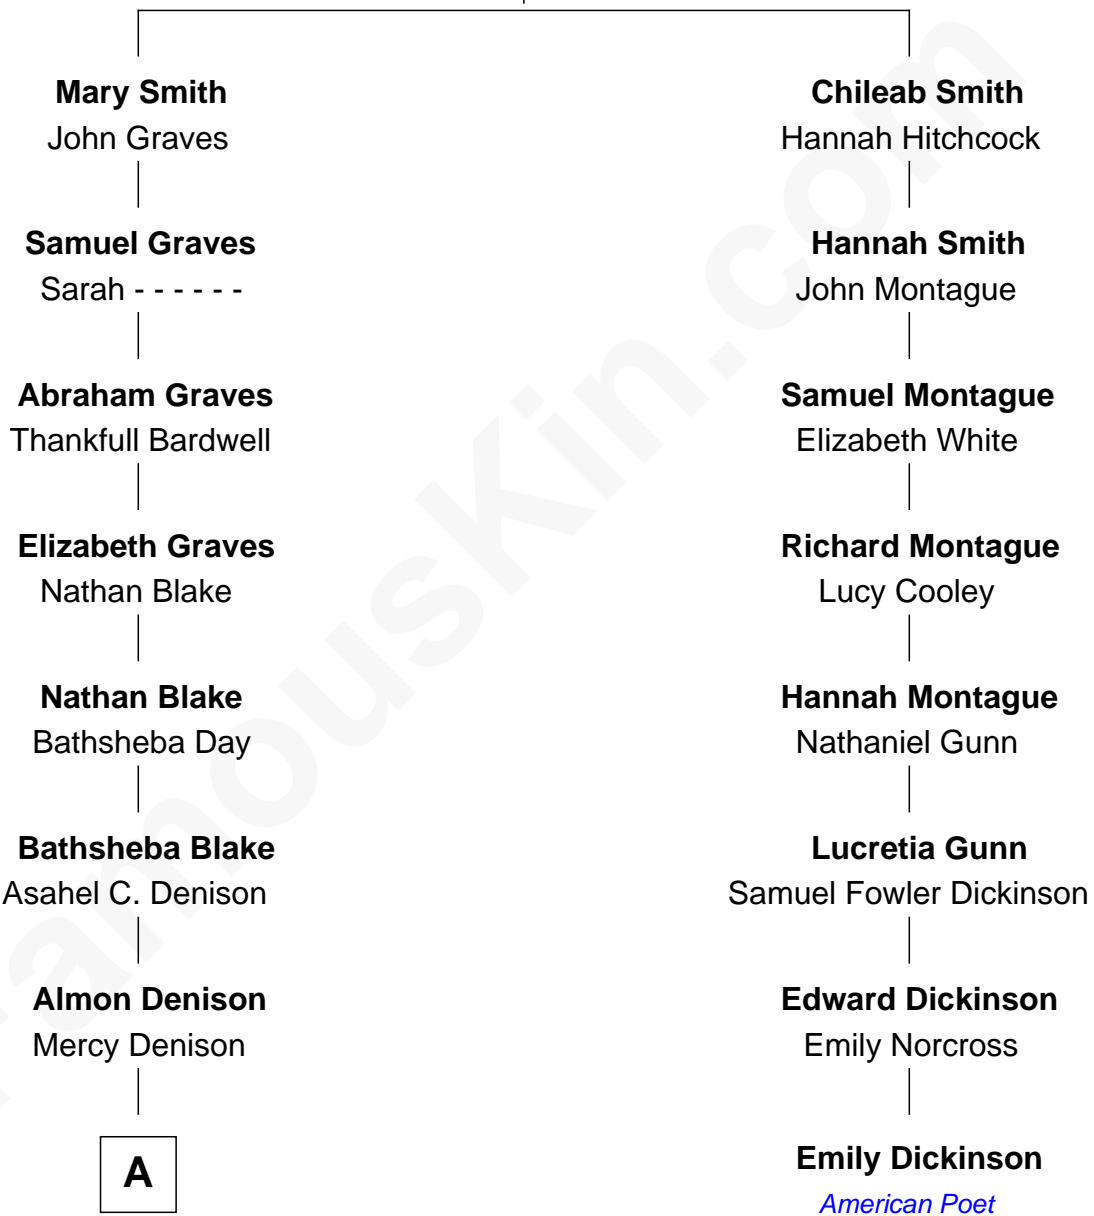 Mary Smith
John Graves
Samuel Graves
Sarah - - - - - -
Abraham Graves
Thankfull Bardwell
Elizabeth Graves
Nathan Blake
Nathan Blake
Bathsheba Day
Bathsheba Blake
Asahel C. Denison
Almon Denison
Mercy Denison
A
Chileab Smith
Hannah Hitchcock
Hannah Smith
John Montague
Samuel Montague
Elizabeth White
Richard Montague
Lucy Cooley
Hannah Montague
Nathaniel Gunn
Lucretia Gunn
Samuel Fowler Dickinson
Edward Dickinson
Emily Norcross
Emily Dickinson
American Poet
FamousKin.com